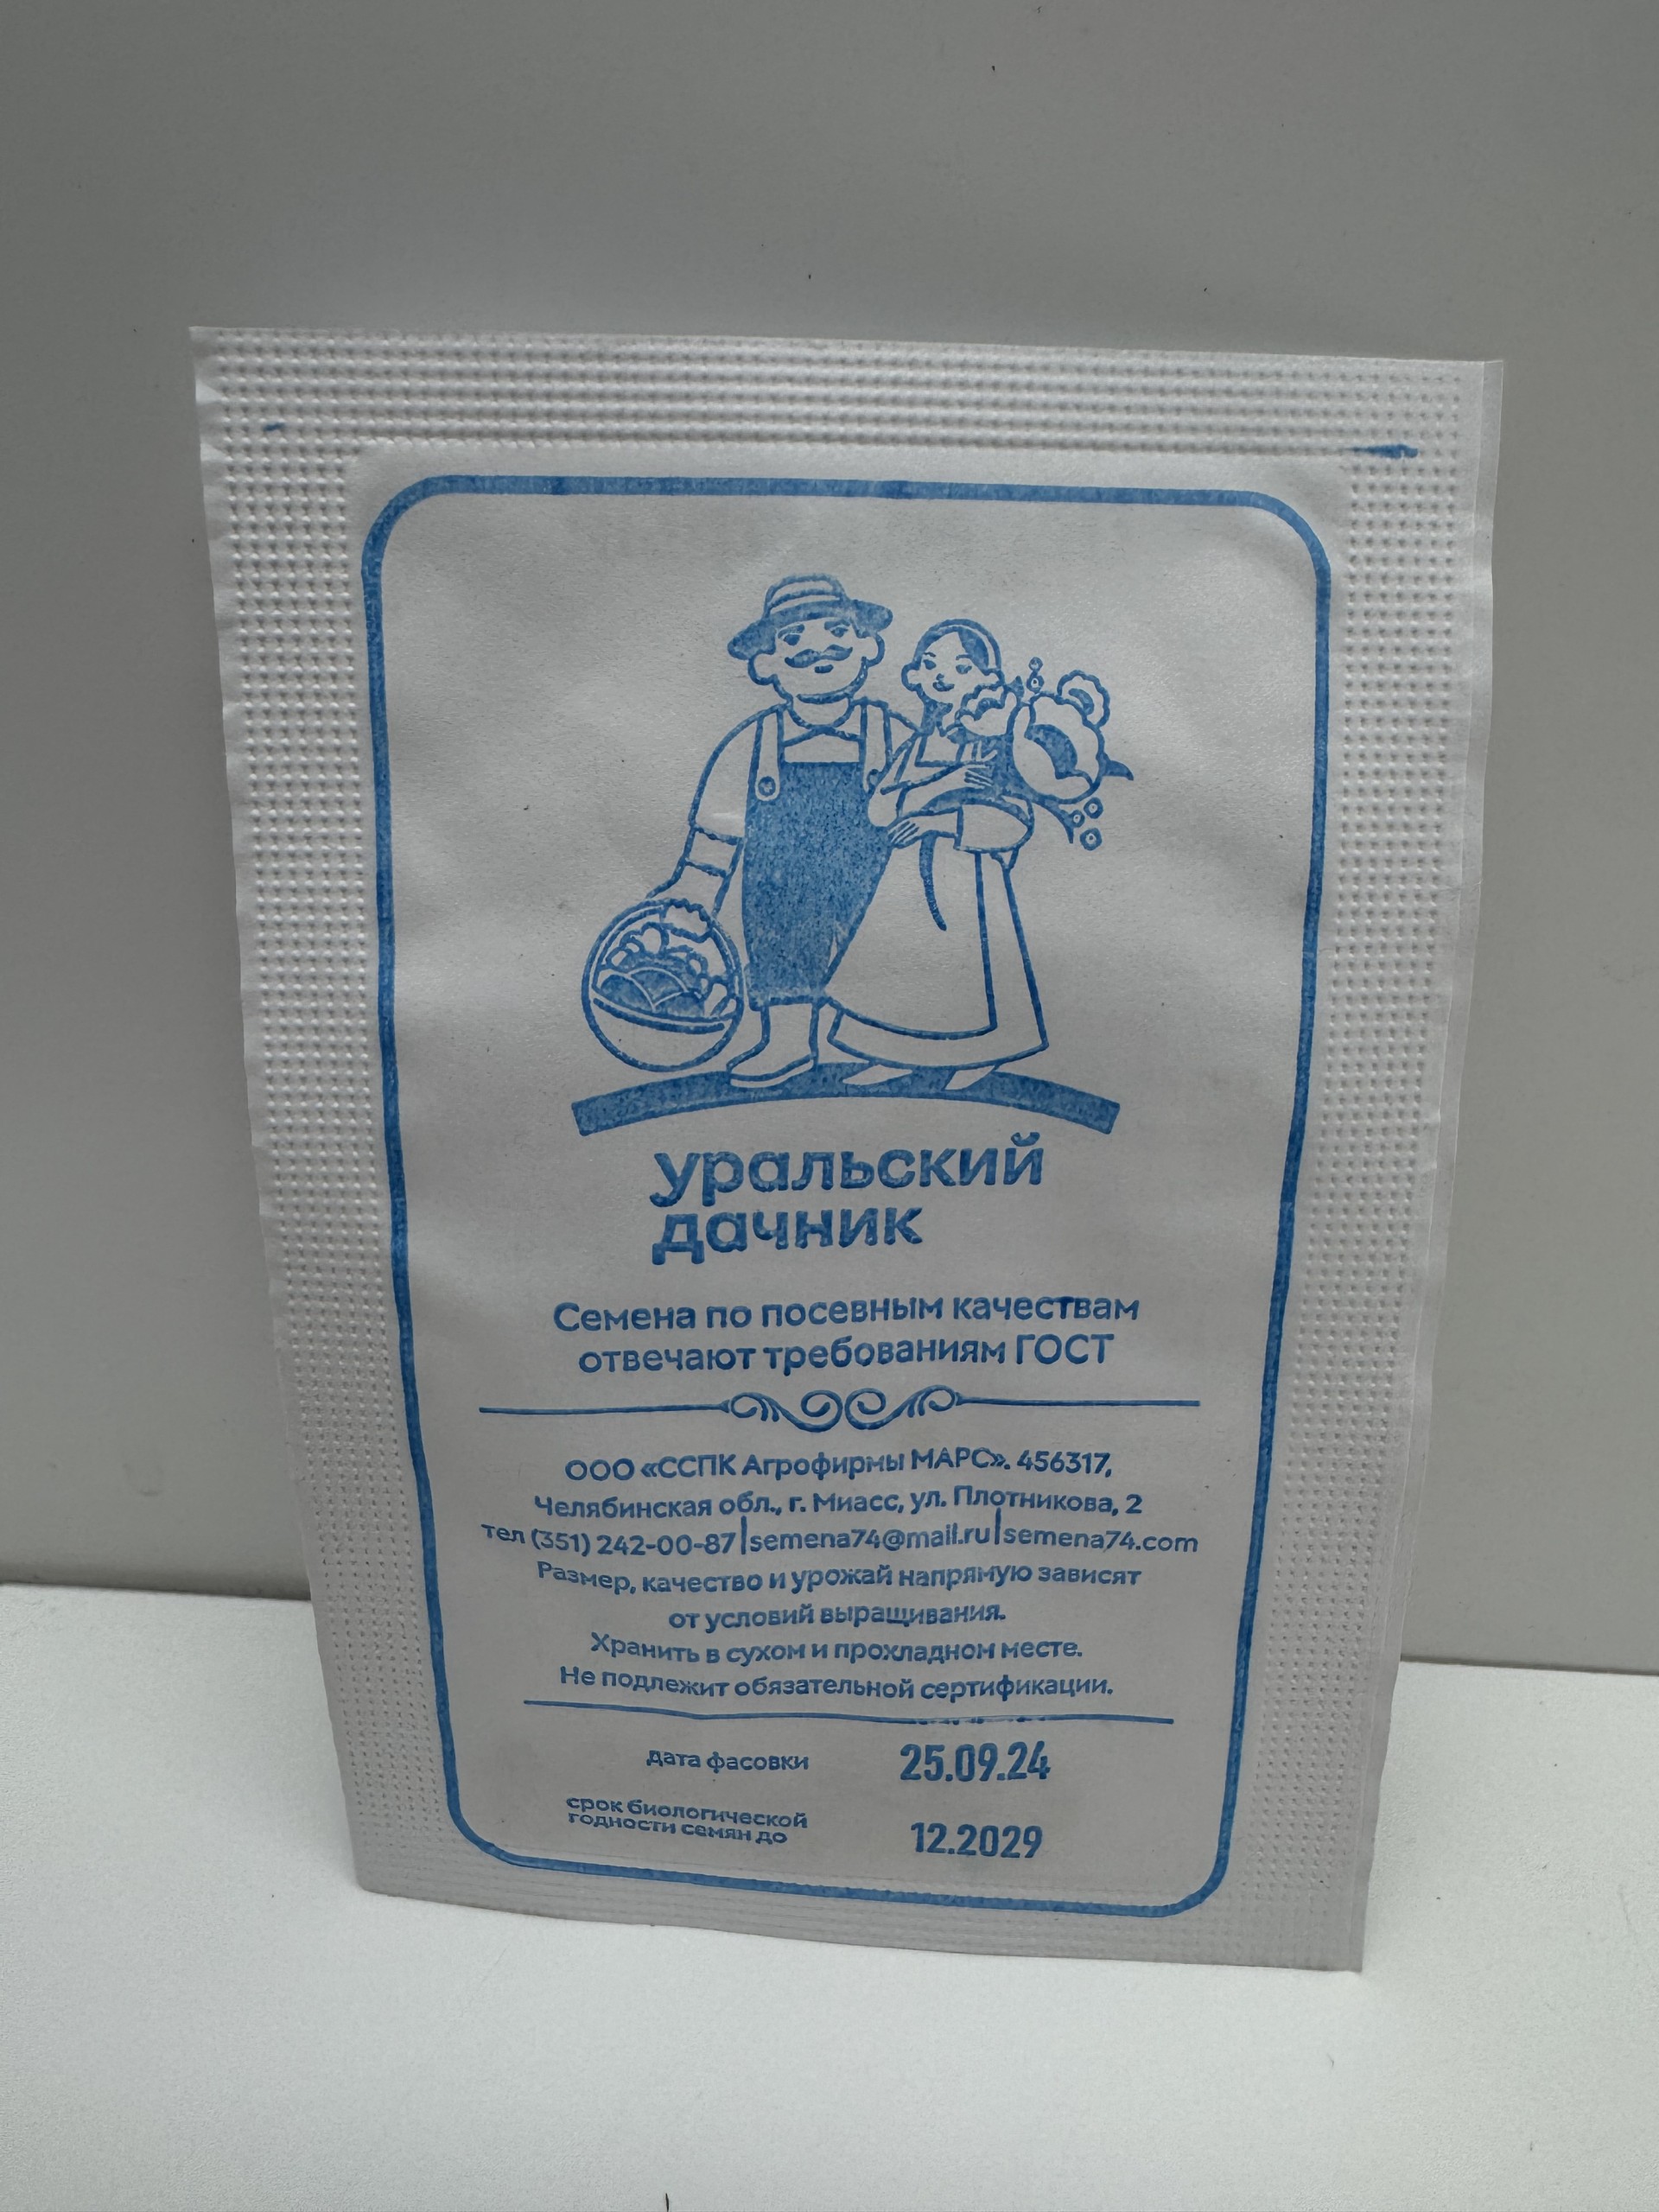 уральский
дачник
Семена по посевным качествам
отвечают требованиям ГОСТ
ООО «ССПК Агрофирмы МАРС». 456317,
Челябинская обл., г. Миасс, ул. Плотникова, 2
тел (351) 242-00-87|semena74@mail.ru|semena74.com
Размер, качество и урожай напрямую зависят
от условий выращивания.
Хранить в сухом и прохладном месте.
Не подлежит обязательной сертификации.
дата фасовки 25.09.24
срок биологической
годности семян до 12.2029